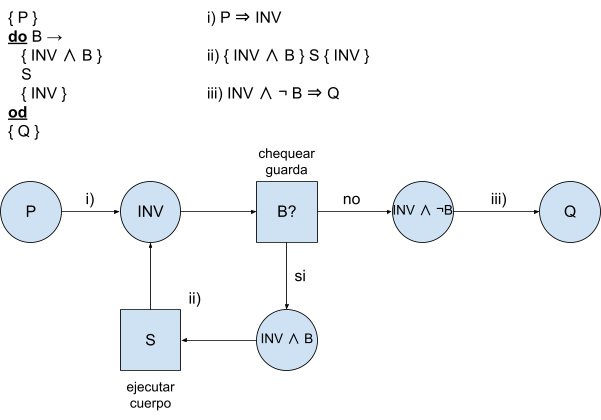 { P }
do B →
{ INV ∧ B }
S
{ INV }
od
{ Q }
i) P ⇒ INV
ii) { INV ∧ B } S { INV }
iii) INV ∧ ¬ B ⇒ Q
chequear
guarda
P
i)
INV
B?
no
INV ∧ ¬B
iii)
Q
si
ii)
S
INV ∧ B
ejecutar
cuerpo